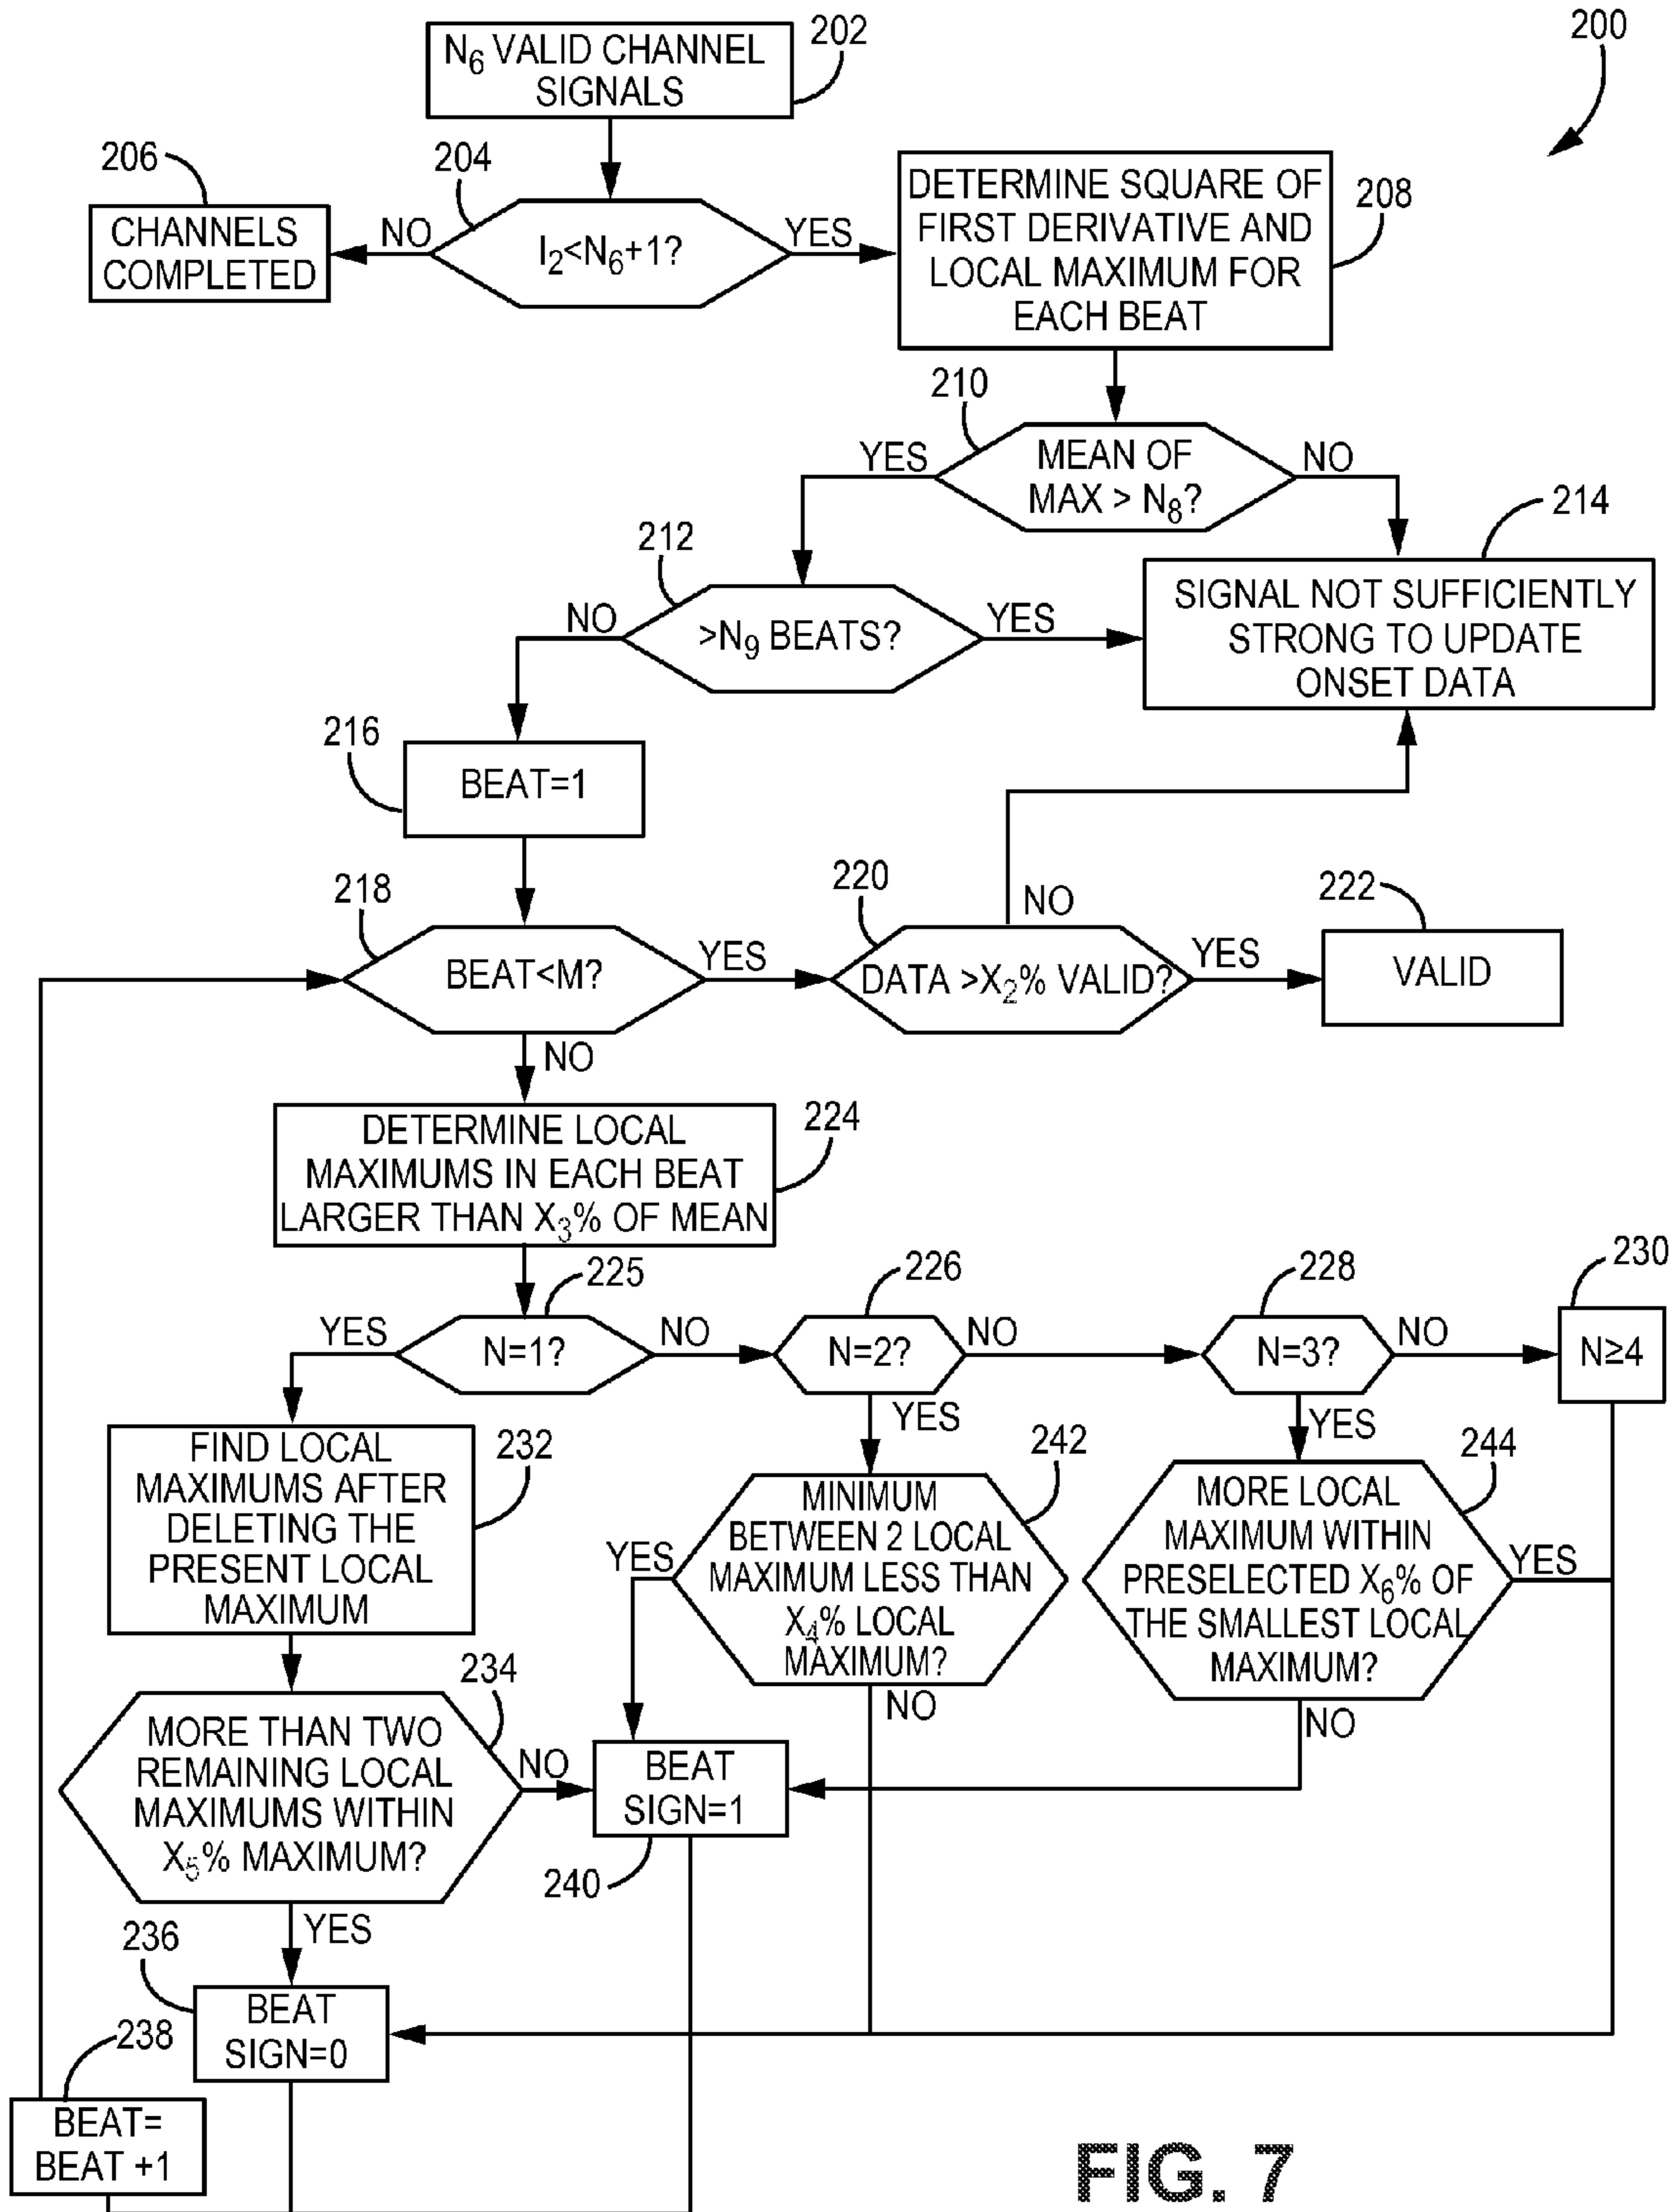 200
N6 VALID CHANNEL
SIGNALS
202
206
204
CHANNELS
COMPLETED
NO
I2<N6+1?
YES
DETERMINE SQUARE OF
FIRST DERIVATIVE AND
LOCAL MAXIMUM FOR
EACH BEAT
208
210
YES
MEAN OF
MAX > N8?
NO
214
212
NO
>N9 BEATS?
YES
SIGNAL NOT SUFFICIENTLY
STRONG TO UPDATE
ONSET DATA
216
BEAT=1
218
BEAT<M?
YES
220
NO
DATA >X2% VALID?
YES
222
VALID
NO
DETERMINE LOCAL
MAXIMUMS IN EACH BEAT
LARGER THAN X3% OF MEAN
224
225
226
228
230
YES
N=1?
NO
N=2?
NO
N=3?
NO
N≥4
YES
YES
FIND LOCAL
MAXIMUMS AFTER
DELETING THE
PRESENT LOCAL
MAXIMUM
232
242
YES
MINIMUM
BETWEEN 2 LOCAL
MAXIMUM LESS THAN
X4% LOCAL
MAXIMUM?
NO
244
MORE LOCAL
MAXIMUM WITHIN
PRESELECTED X6% OF
THE SMALLEST LOCAL
MAXIMUM?
YES
NO
234
MORE THAN TWO
REMAINING LOCAL
MAXIMUMS WITHIN
X5% MAXIMUM?
NO
BEAT
SIGN=1
240
YES
236
BEAT
SIGN=0
238
BEAT=
BEAT +1
FIG. 7